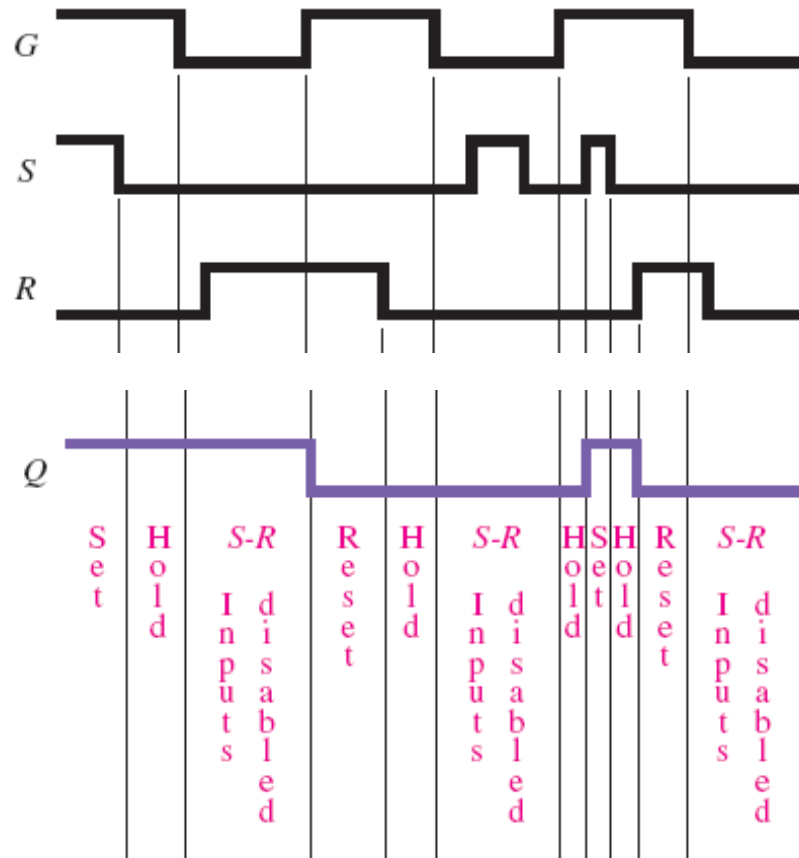 G
S
R
Q
Set
Hold
S-R
Inputs
disabled
Reset
Hold
S-R
Inputs
disabled
Hold
Set
Hold
Reset
S-R
Inputs
disabled